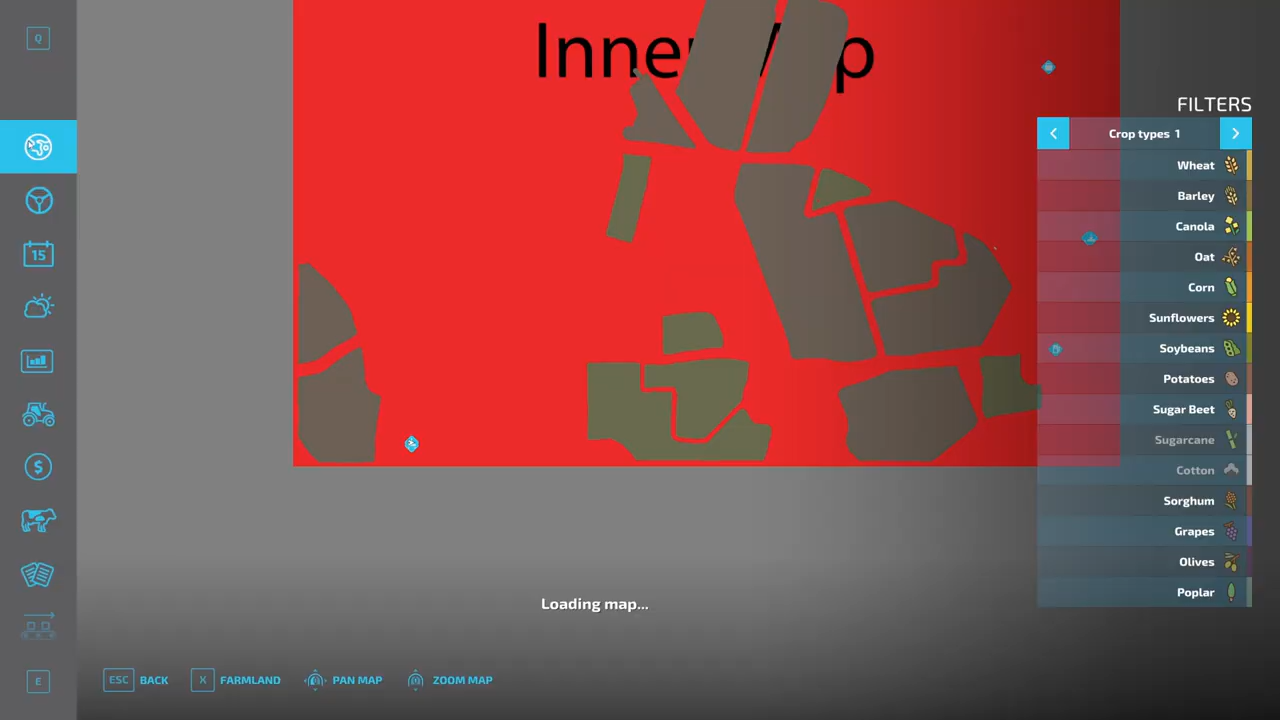 Q
Inner Map
FILTERS
Crop types 1
Wheat
Barley
Canola
Oat
15
Corn
Sunflowers
Soybeans
Potatoes
Sugar Beet
Sugarcane
$
Cotton
Sorghum
Grapes
Olives
Poplar
Loading map...
E
ESC BACK X FARMLAND PAN MAP ZOOM MAP